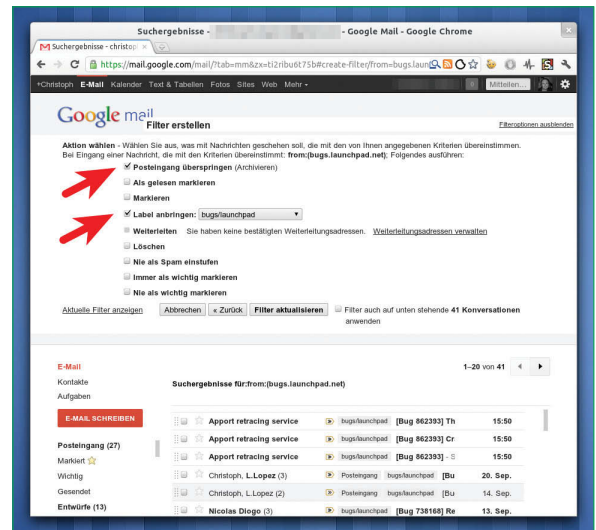 Suchergebnisse - - Google Mail - Google Chrome
Suchergebnisse - christop
https://mail.google.com/mail/?tab=mm&zx=ti2ribu6t75b#create-filter/from=bugs.laun
+Christoph E-Mail Kalender Text & Tabellen Fotos Sites Web Mehr Mitteilen...
Google mail
Filter erstellen Filteroptionen ausblenden
Aktion wählen - Wählen Sie aus, was mit Nachrichten geschehen soll, die mit den von Ihnen angegebenen Kriterien übereinstimmen.
Bei Eingang einer Nachricht, die mit den Kriterien übereinstimmt: from:(bugs.launchpad.net); Folgendes ausführen:
Posteingang überspringen (Archivieren)
Als gelesen markieren
Markieren
Label anbringen: bugs/launchpad
Weiterleiten Sie haben keine bestätigten Weiterleitungsadressen. Weiterleitungsadressen verwalten
Löschen
Nie als Spam einstufen
Immer als wichtig markieren
Nie als wichtig markieren
Aktuelle Filter anzeigen Abbrechen « Zurück Filter aktualisieren Filter auch auf unten stehende 41 Konversationen
anwenden
E-Mail 1–20 von 41
Kontakte Suchergebnisse für:from:(bugs.launchpad.net)
Aufgaben
E-MAIL SCHREIBEN Apport retracing service bugs/launchpad [Bug 862393] Th 15:50
Apport retracing service bugs/launchpad [Bug 862393] Cr 15:50
Posteingang (27)
Apport retracing service bugs/launchpad [Bug 862393] - S 15:50
Markiert
Wichtig Christoph, L.Lopez (3) Posteingang bugs/launchpad [Bu 20. Sep.
Gesendet Christoph, L.Lopez (2) Posteingang bugs/launchpad [Bu 14. Sep.
Entwürfe (13) Nicolas Diogo (3) bugs/launchpad [Bug 738168] Re 13. Sep.